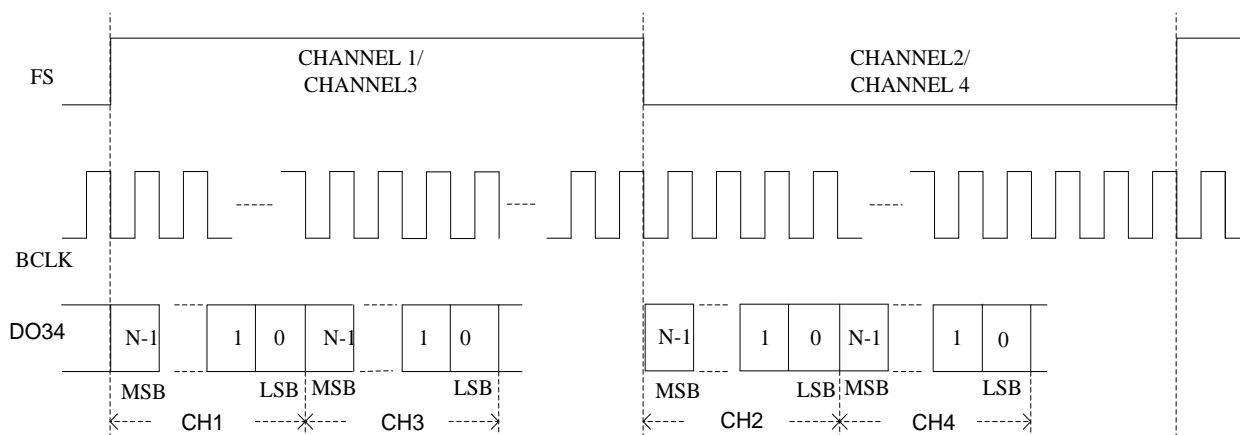 CHANNEL 1/
CHANNEL3
CHANNEL2/
CHANNEL 4
FS
BCLK
DO34
N-1
1
0
N-1
1
0
N-1
1
0
N-1
1
0
MSB
LSB
MSB
LSB
MSB
LSB
MSB
LSB
CH1
CH3
CH2
CH4